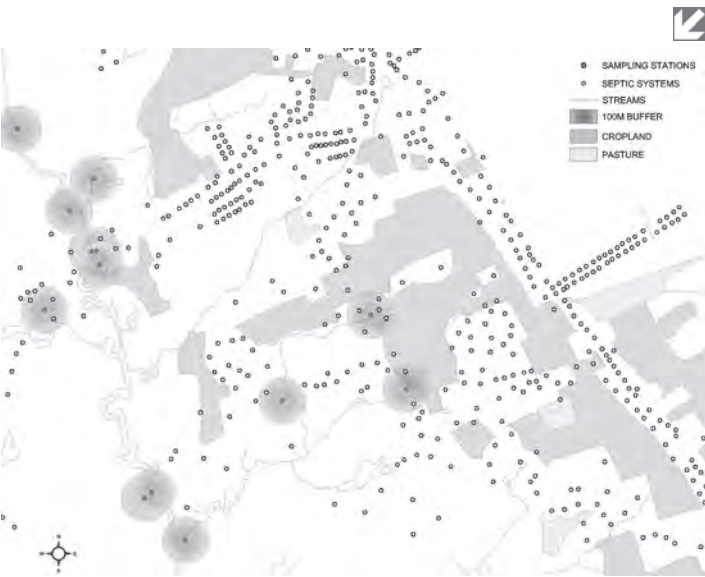 SAMPLING STATIONS
SEPTIC SYSTEMS
STREAMS
100M BUFFER
CROPLAND
PASTURE
N